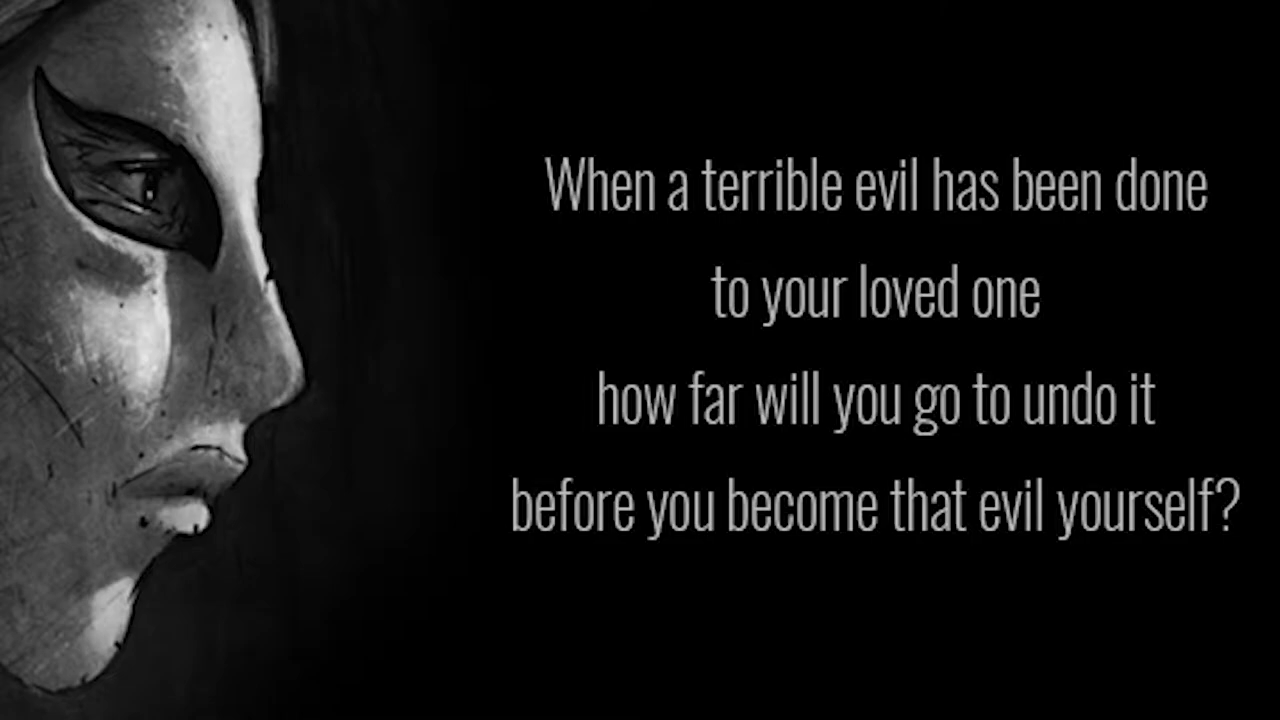 When a terrible evil has been done
to your loved one
how far will you go to undo it
before you become that evil yourself?